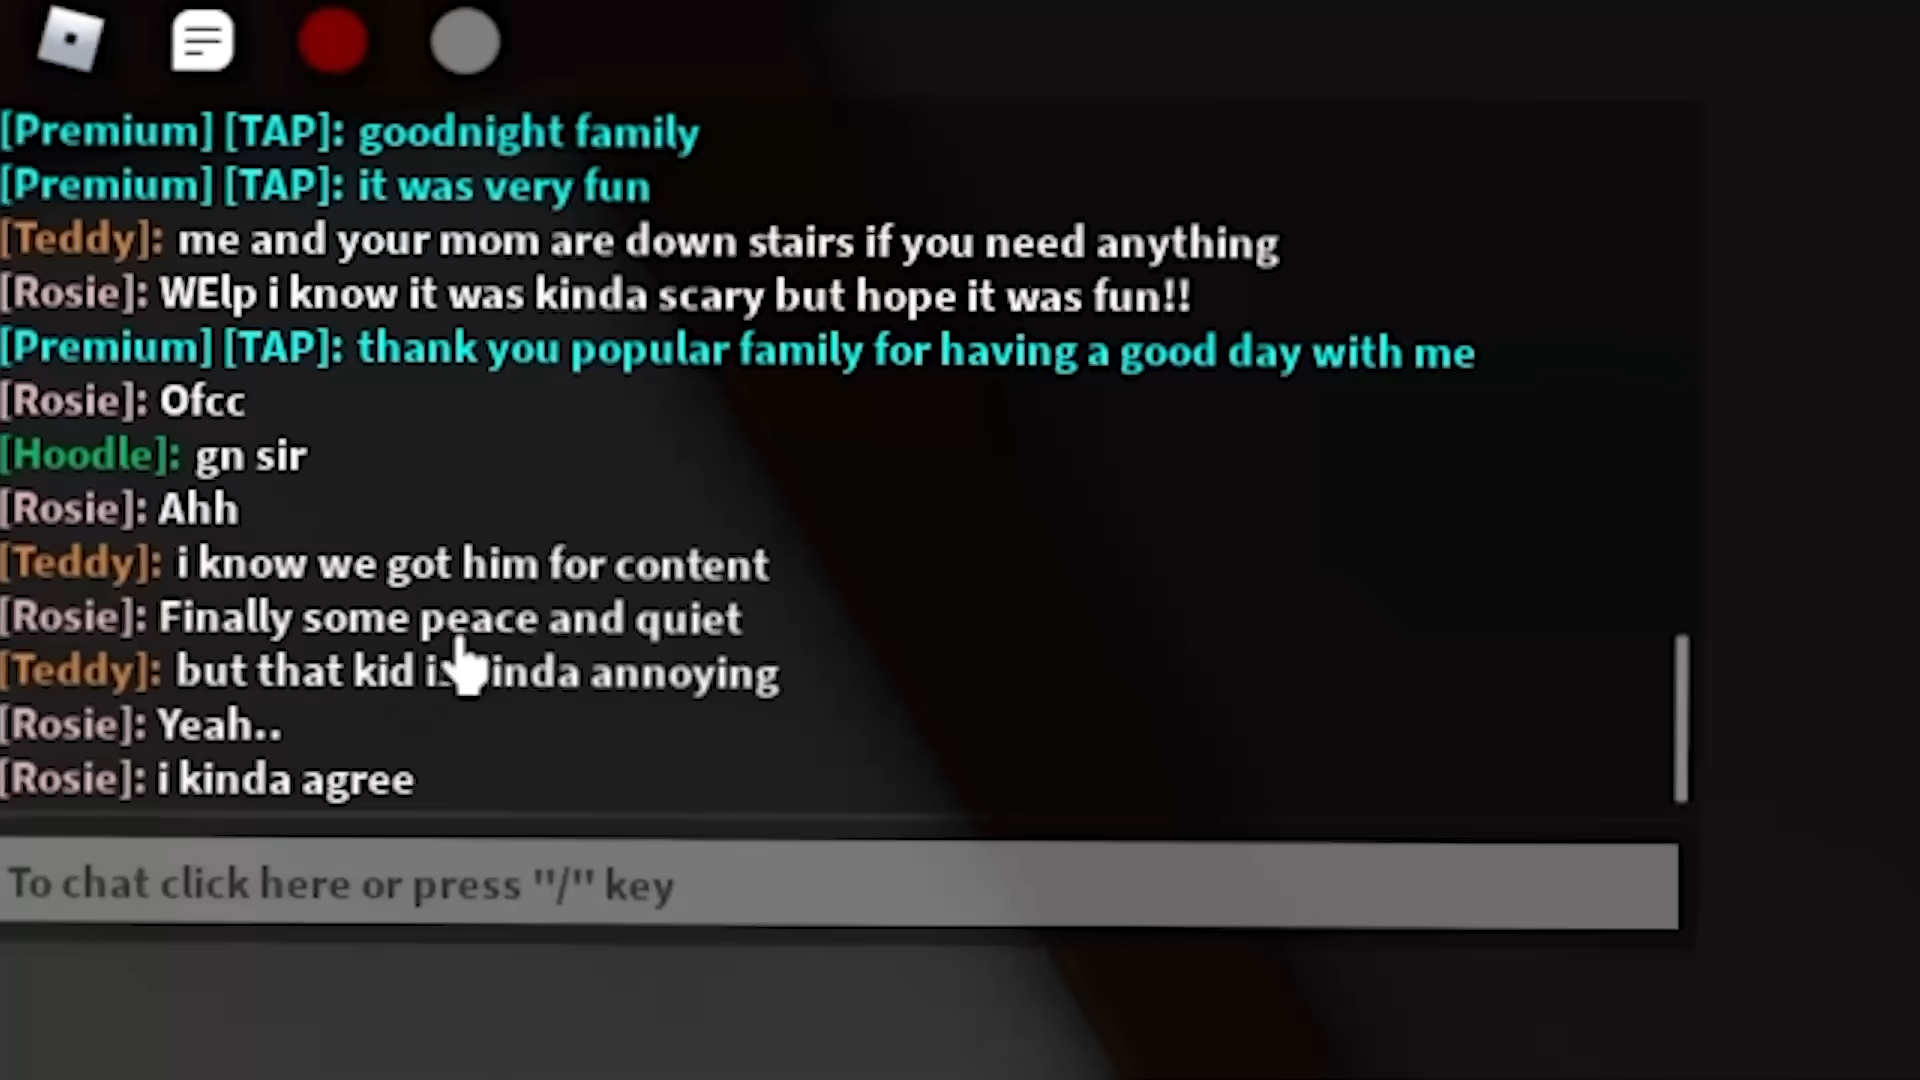 [Premium] [TAP]: goodnight family
[Premium] [TAP]: it was very fun
[Teddy]: me and your mom are down stairs if you need anything
[Rosie]: WElp i know it was kinda scary but hope it was fun!!
[Premium] [TAP]: thank you popular family for having a good day with me
[Rosie]: Ofcc
[Hoodle]: gn sir
[Rosie]: Ahh
[Teddy]: i know we got him for content
[Rosie]: Finally some peace and quiet
[Teddy]: but that kid is kinda annoying
[Rosie]: Yeah..
[Rosie]: i kinda agree
To chat click here or press "/" key